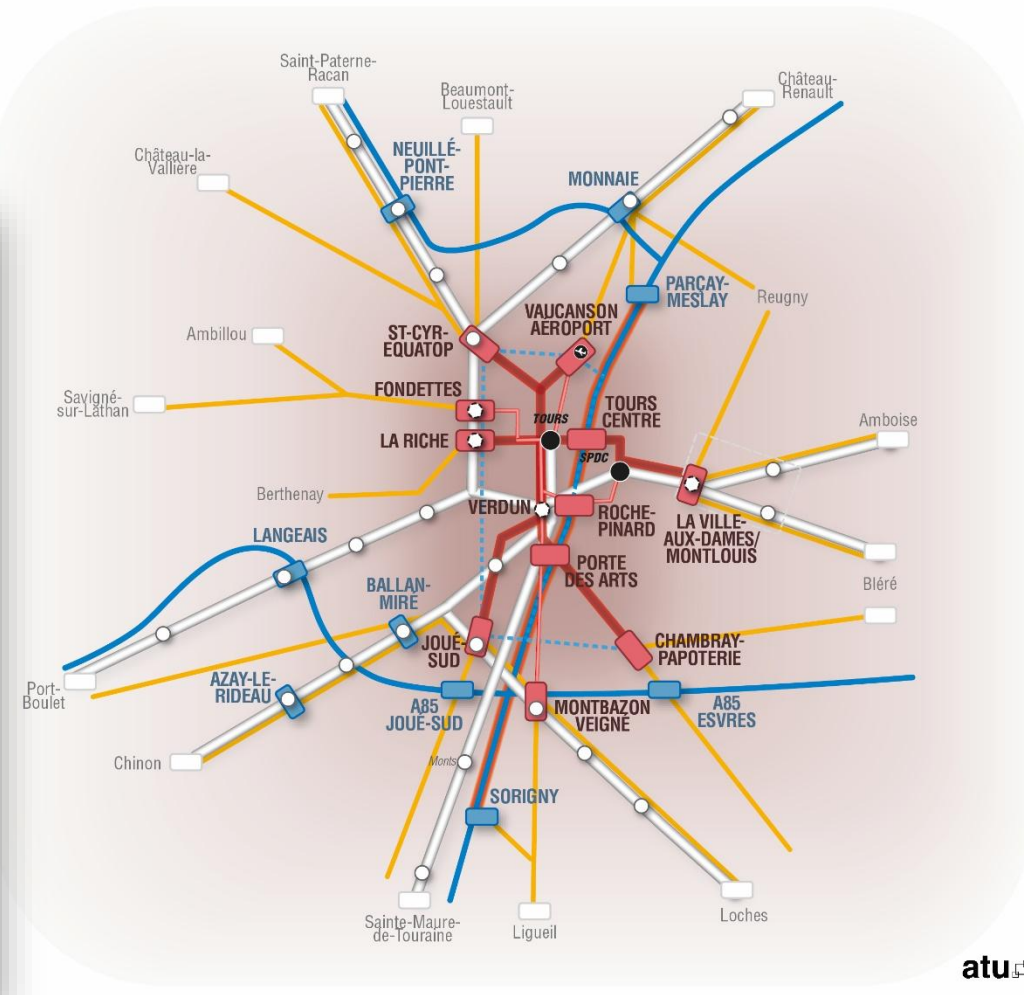 Saint-Paterne-
Racan
Château-
Renault
Beaumont-
Louestault
NEUILLÉ-
PONT-
PIERRE
Château-la-
Vallière
MONNAIE
PARÇAY-
MESLAY
Reugny
VAUCANSON
AÉROPORT
ST-CYR-
EQUATOP
Ambillou
FONDETTES
Savigné-
sur-Lathan
TOURS
TOURS
CENTRE
Amboise
LA RICHE
SPDC
Berthenay
VERDUN
ROCHE-
PINARD
LA VILLE-
AUX-DAMES/
MONTLOUIS
LANGEAIS
PORTE
DES ARTS
Bléré
BALLAN-
MIRÉ
JOUÉ-
SUD
CHAMBRAY-
PAPOTERIE
Port-
Boulet
AZAY-LE-
RIDEAU
A85
JOUÉ-SUD
MONTBAZON
VEIGNÉ
A85
ESVRES
Chinon
Monts
SORIGNY
Sainte-Maure-
de-Touraine
Ligueil
Loches
atu